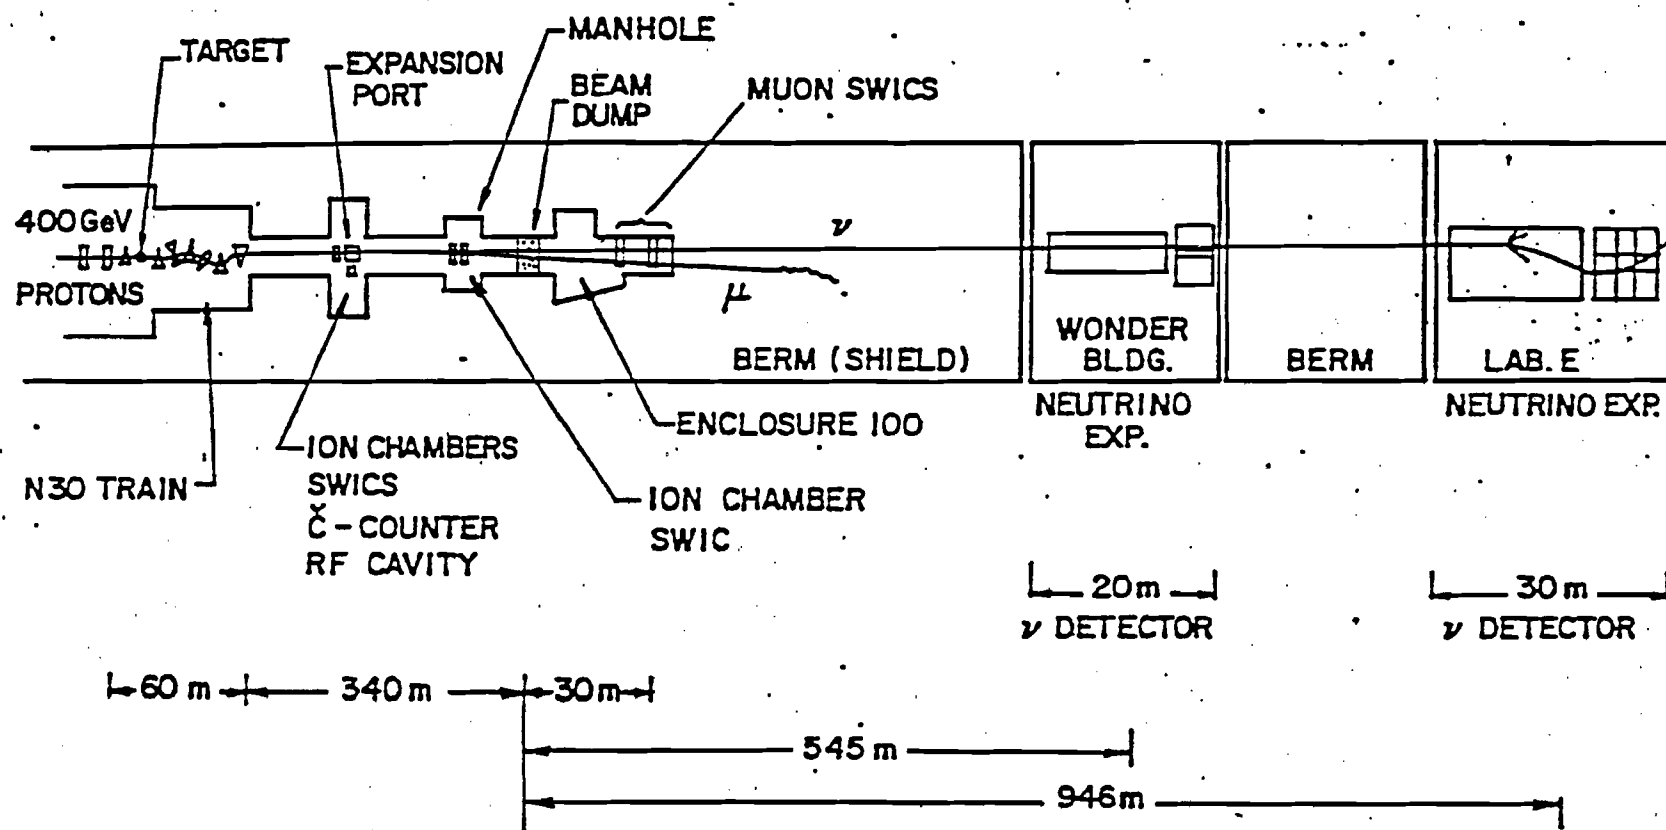 MANHOLE
TARGET
EXPANSION
PORT
BEAM
DUMP
MUON SWICS
400 GeV
PROTONS
ν
μ
BERM (SHIELD)
WONDER
BLDG.
BERM
LAB. E
NEUTRINO
EXP.
NEUTRINO EXP.
ENCLOSURE 100
N30 TRAIN
ION CHAMBERS
SWICS
Č-COUNTER
RF CAVITY
ION CHAMBER
SWIC
20m
ν DETECTOR
30m
ν DETECTOR
60 m
340m
30m
545m
946m